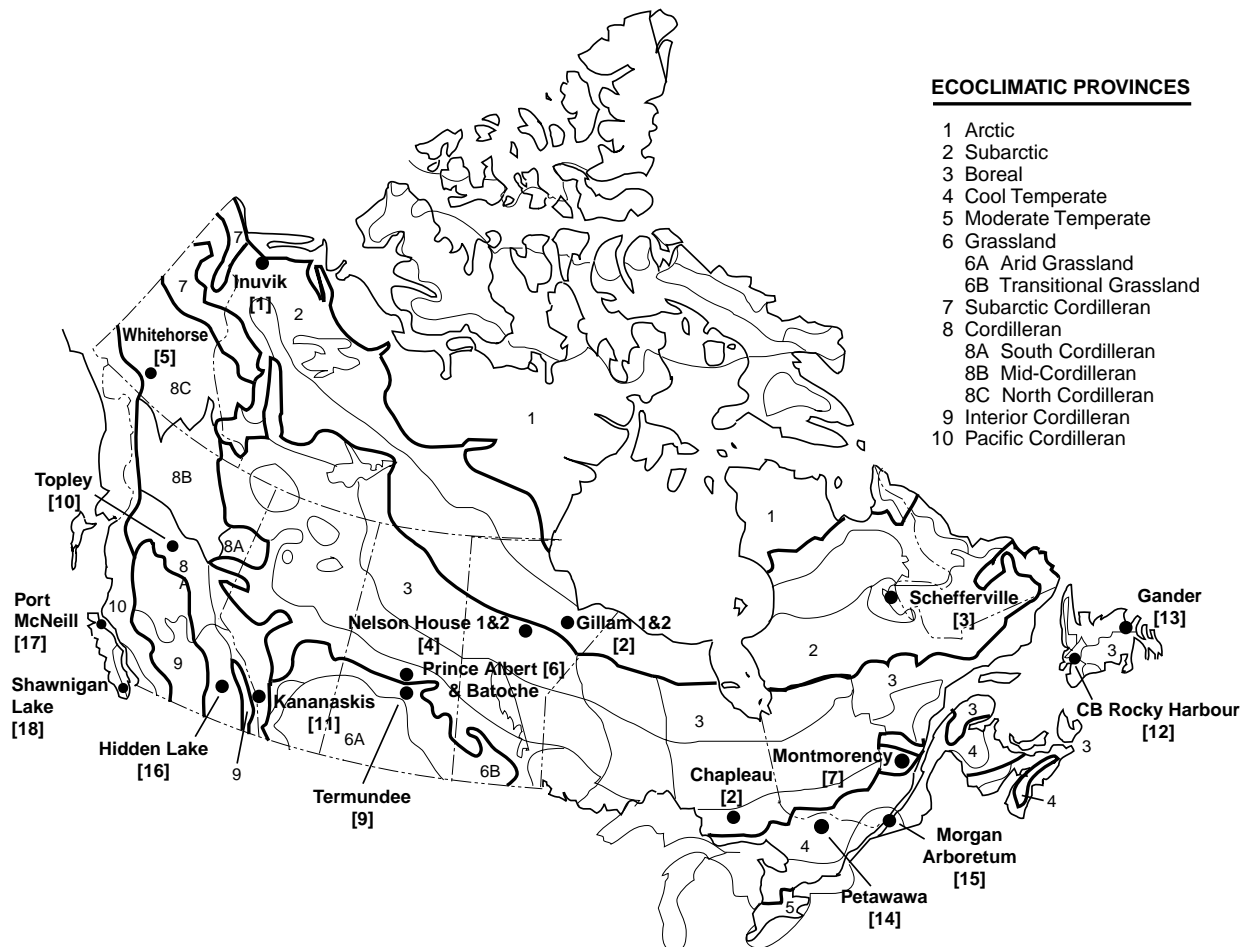 ECOCLIMATIC PROVINCES
1 Arctic
2 Subarctic
3 Boreal
4 Cool Temperate
5 Moderate Temperate
6 Grassland
6A Arid Grassland
6B Transitional Grassland
7 Subarctic Cordilleran
8 Cordilleran
8A South Cordilleran
8B Mid-Cordilleran
8C North Cordilleran
9 Interior Cordilleran
10 Pacific Cordilleran
7
7
Inuvik
[1]
2
Whitehorse
[5]
8C
1
8B
Topley
[10]
1
8A
8
A
3
Port
McNeill
[17]
10
Nelson House 1&2
[4]
Gillam 1&2
[2]
Schefferville
[3]
Gander
[13]
2
3
9
Prince Albert [6]
& Batoche
Shawnigan
Lake
[18]
Kananaskis
[11]
3
3
3
CB Rocky Harbour
[12]
Hidden Lake
[16]
9
6A
6B
Termundee
[9]
Chapleau
[2]
Montmorency
[7]
4
3
4
4
Morgan
Arboretum
[15]
Petawawa
[14]
5